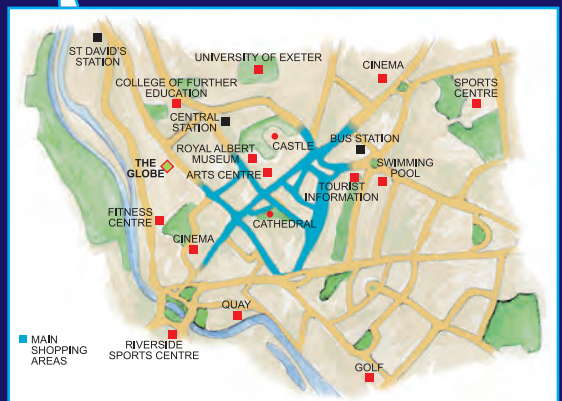 ST DAVID'S
STATION
UNIVERSITY OF EXETER
CINEMA
COLLEGE OF FURTHER
EDUCATION
SPORTS
CENTRE
CENTRAL
STATION
CASTLE
BUS STATION
ROYAL ALBERT
MUSEUM
THE
GLOBE
ARTS CENTRE
SWIMMING
POOL
TOURIST
INFORMATION
FITNESS
CENTRE
CATHEDRAL
CINEMA
QUAY
MAIN
SHOPPING
AREAS
RIVERSIDE
SPORTS CENTRE
GOLF